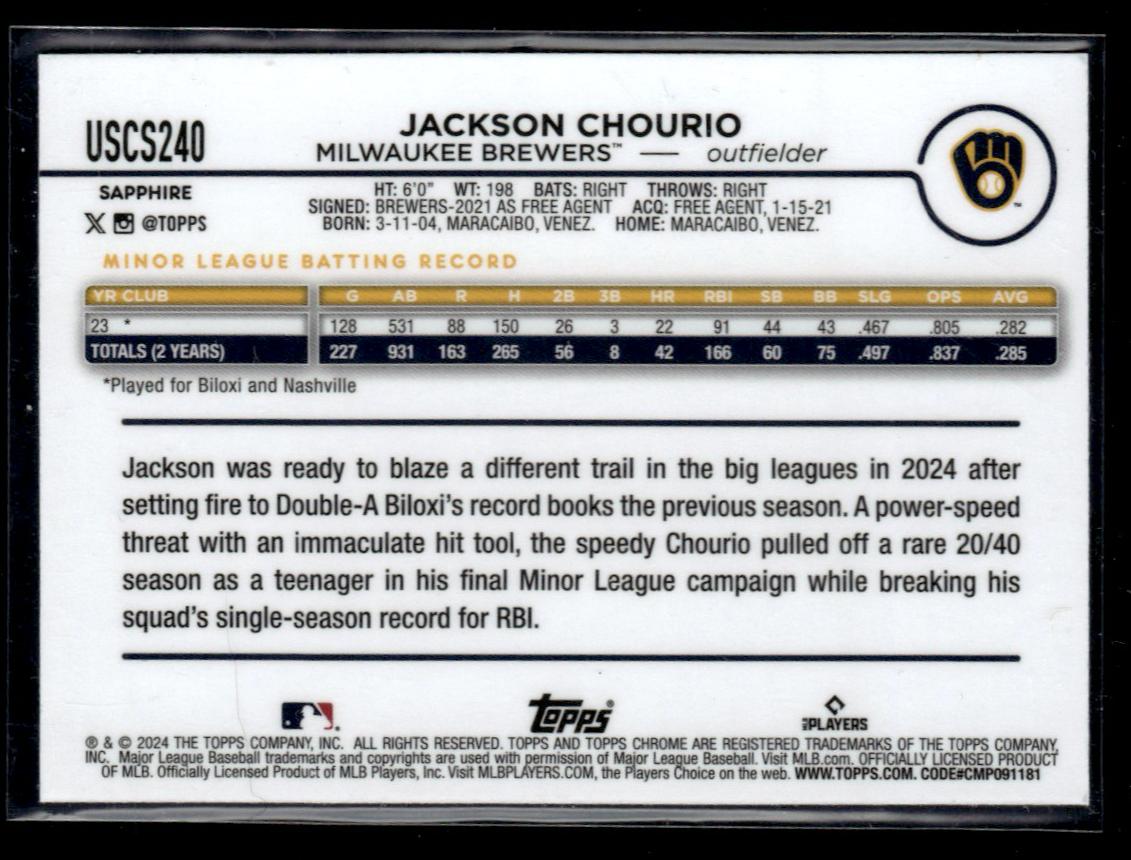 USCS240
JACKSON CHOURIO
MILWAUKEE BREWERS™ — outfielder
SAPPHIRE
@TOPPS
HT: 6'0" WT: 198 BATS: RIGHT THROWS: RIGHT
SIGNED: BREWERS-2021 AS FREE AGENT ACQ: FREE AGENT, 1-15-21
BORN: 3-11-04, MARACAIBO, VENEZ. HOME: MARACAIBO, VENEZ.
MINOR LEAGUE BATTING RECORD
YR CLUB G AB R H 2B 3B HR RBI SB BB SLG OPS AVG
23 * 128 531 88 150 26 3 22 91 44 43 .467 .805 .282
TOTALS (2 YEARS) 227 931 163 265 56 8 42 166 60 75 .497 .837 .285
*Played for Biloxi and Nashville
Jackson was ready to blaze a different trail in the big leagues in 2024 after
setting fire to Double-A Biloxi's record books the previous season. A power-speed
threat with an immaculate hit tool, the speedy Chourio pulled off a rare 20/40
season as a teenager in his final Minor League campaign while breaking his
squad's single-season record for RBI.
topps®
MLB PLAYERS
® & © 2024 THE TOPPS COMPANY, INC. ALL RIGHTS RESERVED. TOPPS AND TOPPS CHROME ARE REGISTERED TRADEMARKS OF THE TOPPS COMPANY,
INC. Major League Baseball trademarks and copyrights are used with permission of Major League Baseball. Visit MLB.com. OFFICIALLY LICENSED PRODUCT
OF MLB. Officially Licensed Product of MLB Players, Inc. Visit MLBPLAYERS.COM, the Players Choice on the web. WWW.TOPPS.COM. CODE#CMP091181